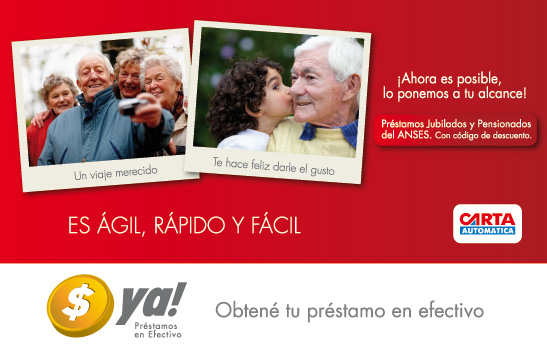 ¡Ahora es posible,
lo ponemos a tu alcance!
Préstamos Jubilados y Pensionados
del ANSES. Con código de descuento.
Un viaje merecido
Te hace feliz darle el gusto
ES ÁGIL, RÁPIDO Y FÁCIL
CARTA
AUTOMATICA
$
ya!
Préstamos
en Efectivo
Obtené tu préstamo en efectivo